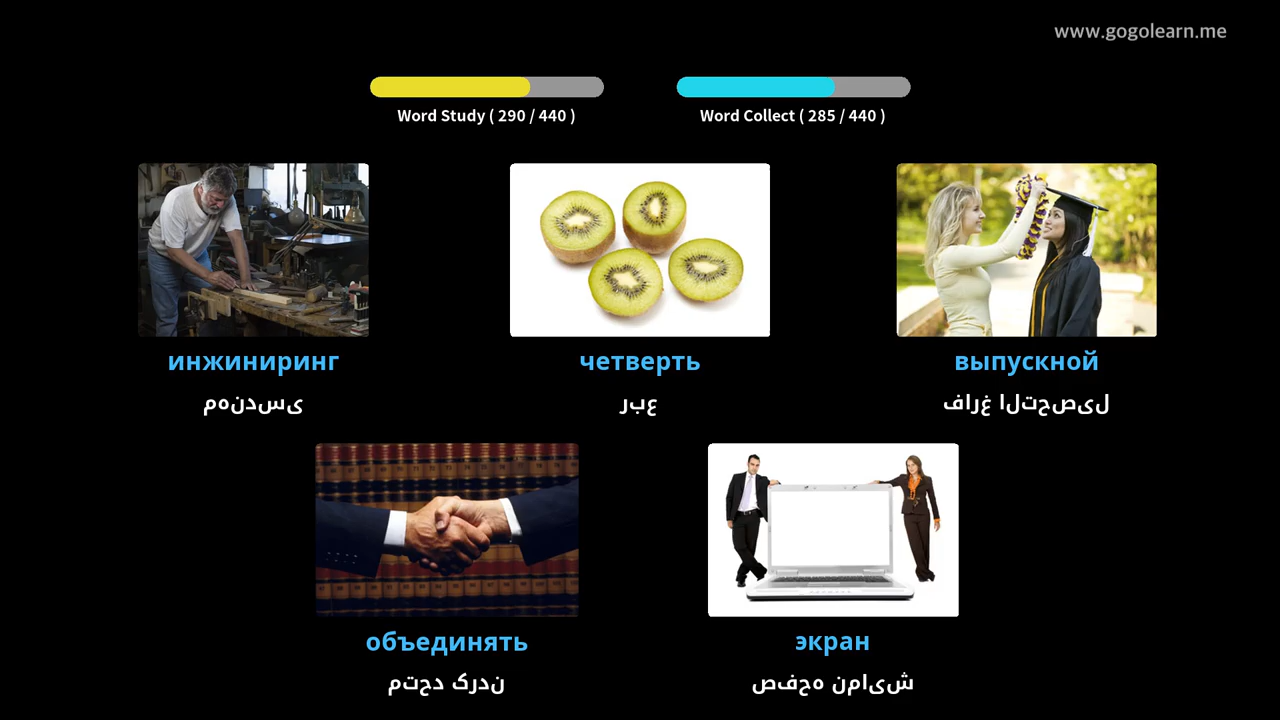 www.gogolearn.me
Word Study ( 290 / 440 )
Word Collect ( 285 / 440 )
инжиниринг
четверть
выпускной
مهندسی
ربع
فارغ التحصیل
объединять
экран
متحد کردن
صفحه نمایش